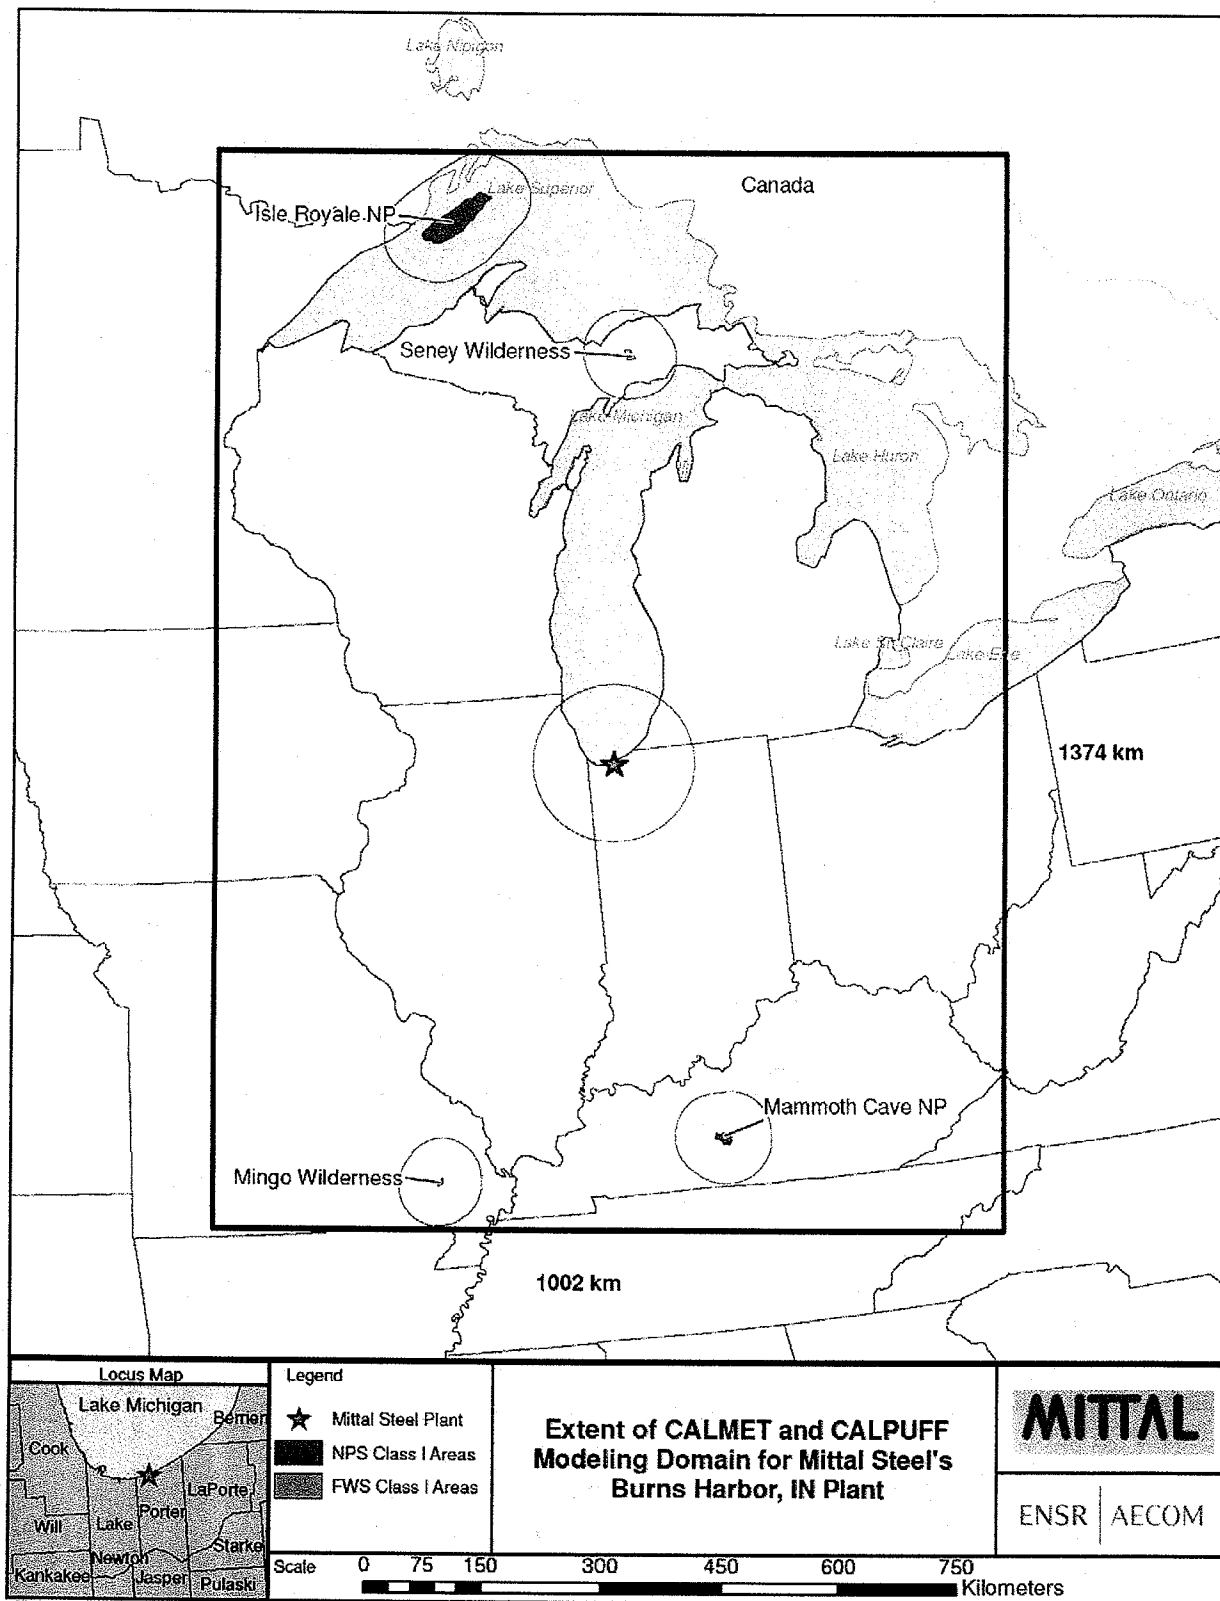 Lake Nipigon
Canada
Lake Superior
Isle Royale NP
Seney Wilderness
Lake Michigan
Lake Huron
Lake Ontario
Lake St. Claire
Lake Erie
1374 km
Mammoth Cave NP
Mingo Wilderness
1002 km
Locus Map
Lake Michigan
Berrien
Cook
LaPorte
Porter
Will
Lake
Starke
Newton
Kankakee
Jasper
Pulaski
Legend
Mittal Steel Plant
NPS Class I Areas
FWS Class I Areas
Extent of CALMET and CALPUFF
Modeling Domain for Mittal Steel's
Burns Harbor, IN Plant
MITTAL
ENSR AECOM
Scale
0 75 150 300 450 600 750
Kilometers